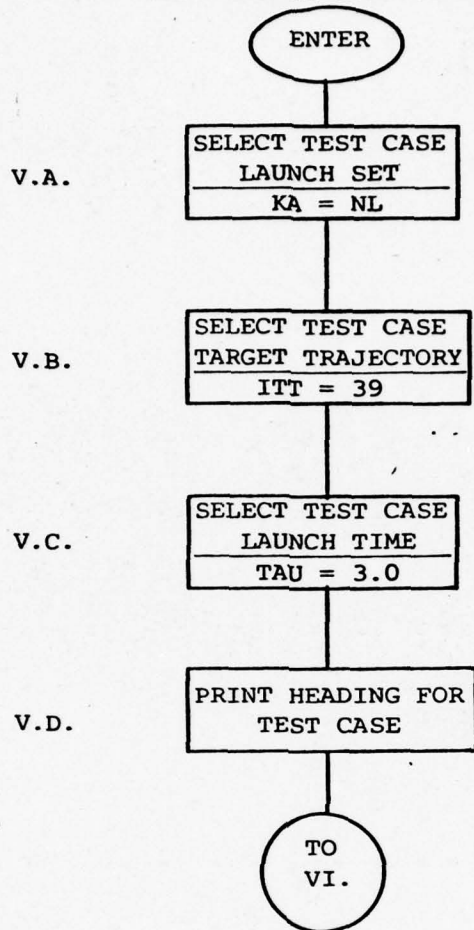 ENTER
V.A.
SELECT TEST CASE
LAUNCH SET
KA = NL
V.B.
SELECT TEST CASE
TARGET TRAJECTORY
ITT = 39
V.C.
SELECT TEST CASE
LAUNCH TIME
TAU = 3.0
V.D.
PRINT HEADING FOR
TEST CASE
TO
VI.